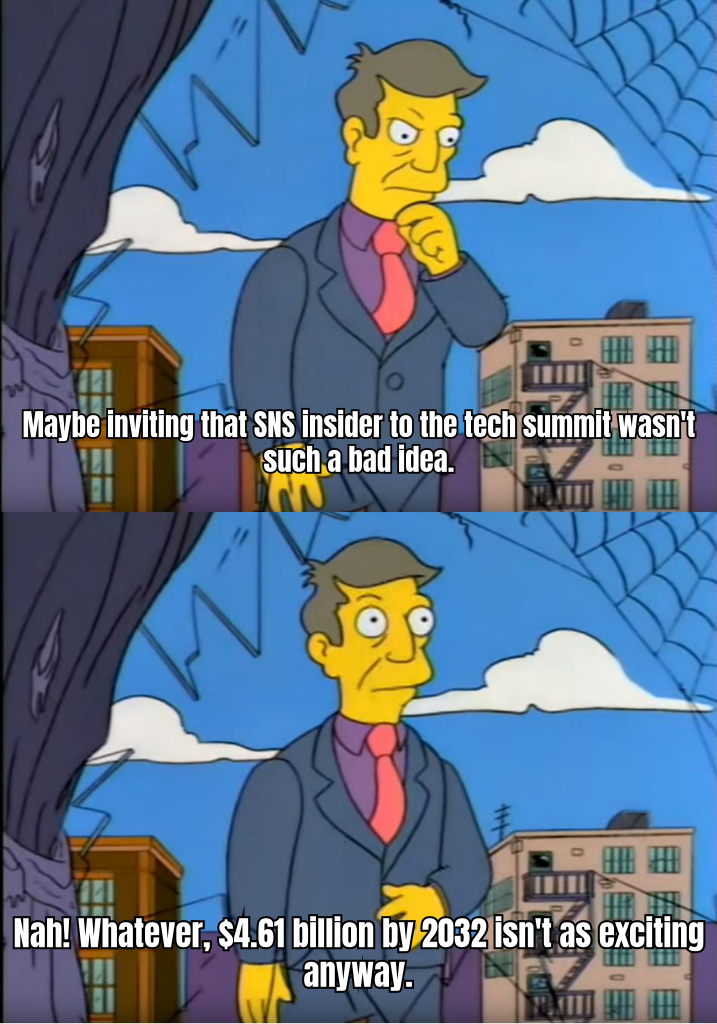 Maybe inviting that SNS insider to the tech summit wasn't
such a bad idea.
Nah! Whatever, $4.61 billion by 2032 isn't as exciting
anyway.